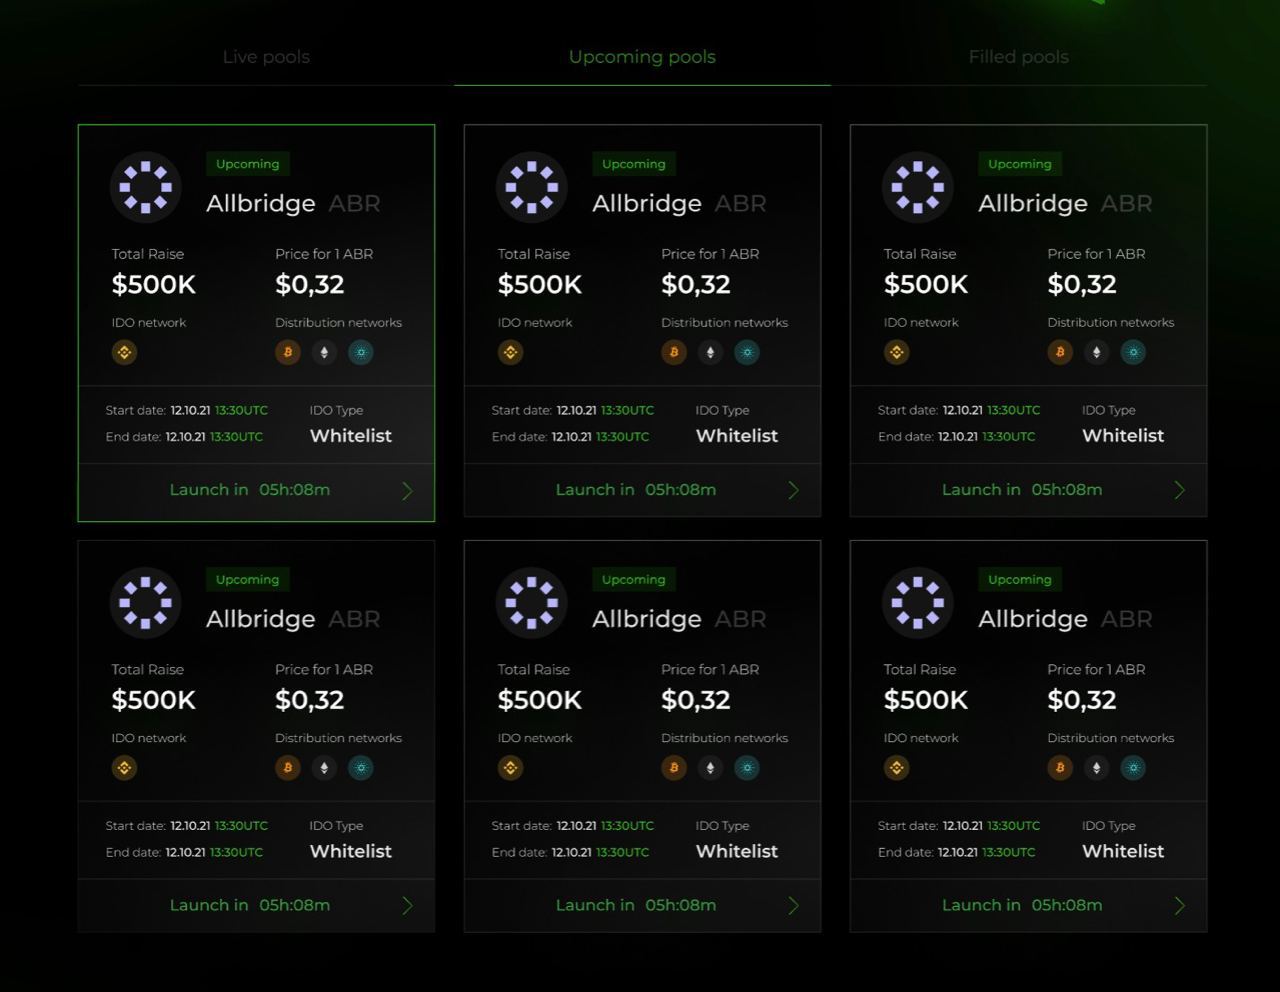 Live pools
Upcoming pools
Filled pools
Upcoming
Allbridge ABR
Total Raise
Price for 1 ABR
$500K
$0,32
IDO network
Distribution networks
Start date: 12.10.21 13:30UTC
IDO Type
End date: 12.10.21 13:30UTC
Whitelist
Launch in 05h:08m
Upcoming
Allbridge ABR
Total Raise
Price for 1 ABR
$500K
$0,32
IDO network
Distribution networks
Start date: 12.10.21 13:30UTC
IDO Type
End date: 12.10.21 13:30UTC
Whitelist
Launch in 05h:08m
Upcoming
Allbridge ABR
Total Raise
Price for 1 ABR
$500K
$0,32
IDO network
Distribution networks
Start date: 12.10.21 13:30UTC
IDO Type
End date: 12.10.21 13:30UTC
Whitelist
Launch in 05h:08m
Upcoming
Allbridge ABR
Total Raise
Price for 1 ABR
$500K
$0,32
IDO network
Distribution networks
Start date: 12.10.21 13:30UTC
IDO Type
End date: 12.10.21 13:30UTC
Whitelist
Launch in 05h:08m
Upcoming
Allbridge ABR
Total Raise
Price for 1 ABR
$500K
$0,32
IDO network
Distribution networks
Start date: 12.10.21 13:30UTC
IDO Type
End date: 12.10.21 13:30UTC
Whitelist
Launch in 05h:08m
Upcoming
Allbridge ABR
Total Raise
Price for 1 ABR
$500K
$0,32
IDO network
Distribution networks
Start date: 12.10.21 13:30UTC
IDO Type
End date: 12.10.21 13:30UTC
Whitelist
Launch in 05h:08m